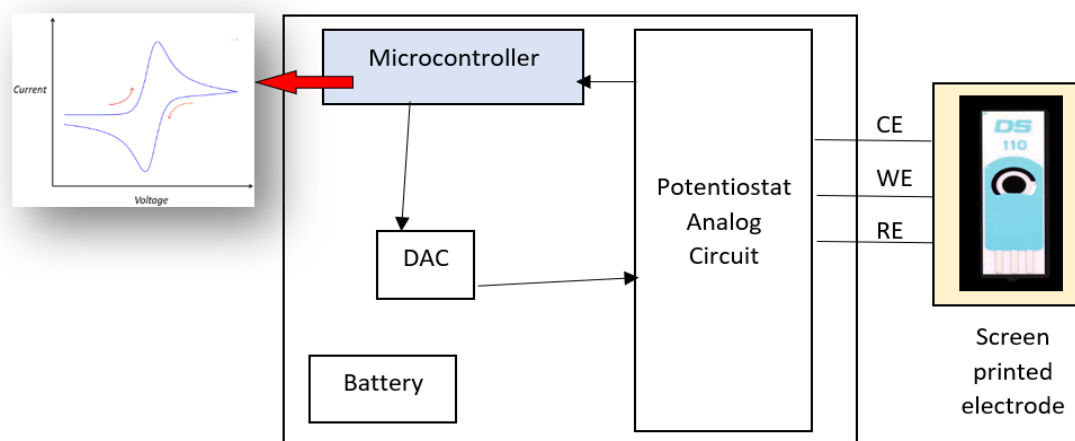 Current
Voltage
Microcontroller
DAC
Battery
Potentiostat
Analog
Circuit
CE
WE
RE
DS
110
Screen
printed
electrode